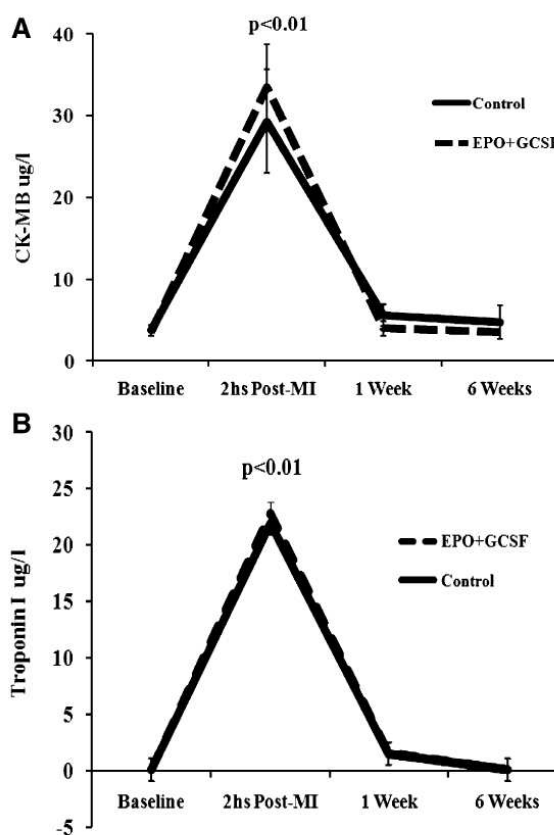 A
p<0.01
40
30
20
10
0
CK-MB ug/l
Control
EPO+GCSF
Baseline 2hs Post-MI 1 Week 6 Weeks
B
p<0.01
30
25
20
15
10
5
0
-5
Troponin I ug/l
EPO+GCSF
Control
Baseline 2hs Post-MI 1 Week 6 Weeks